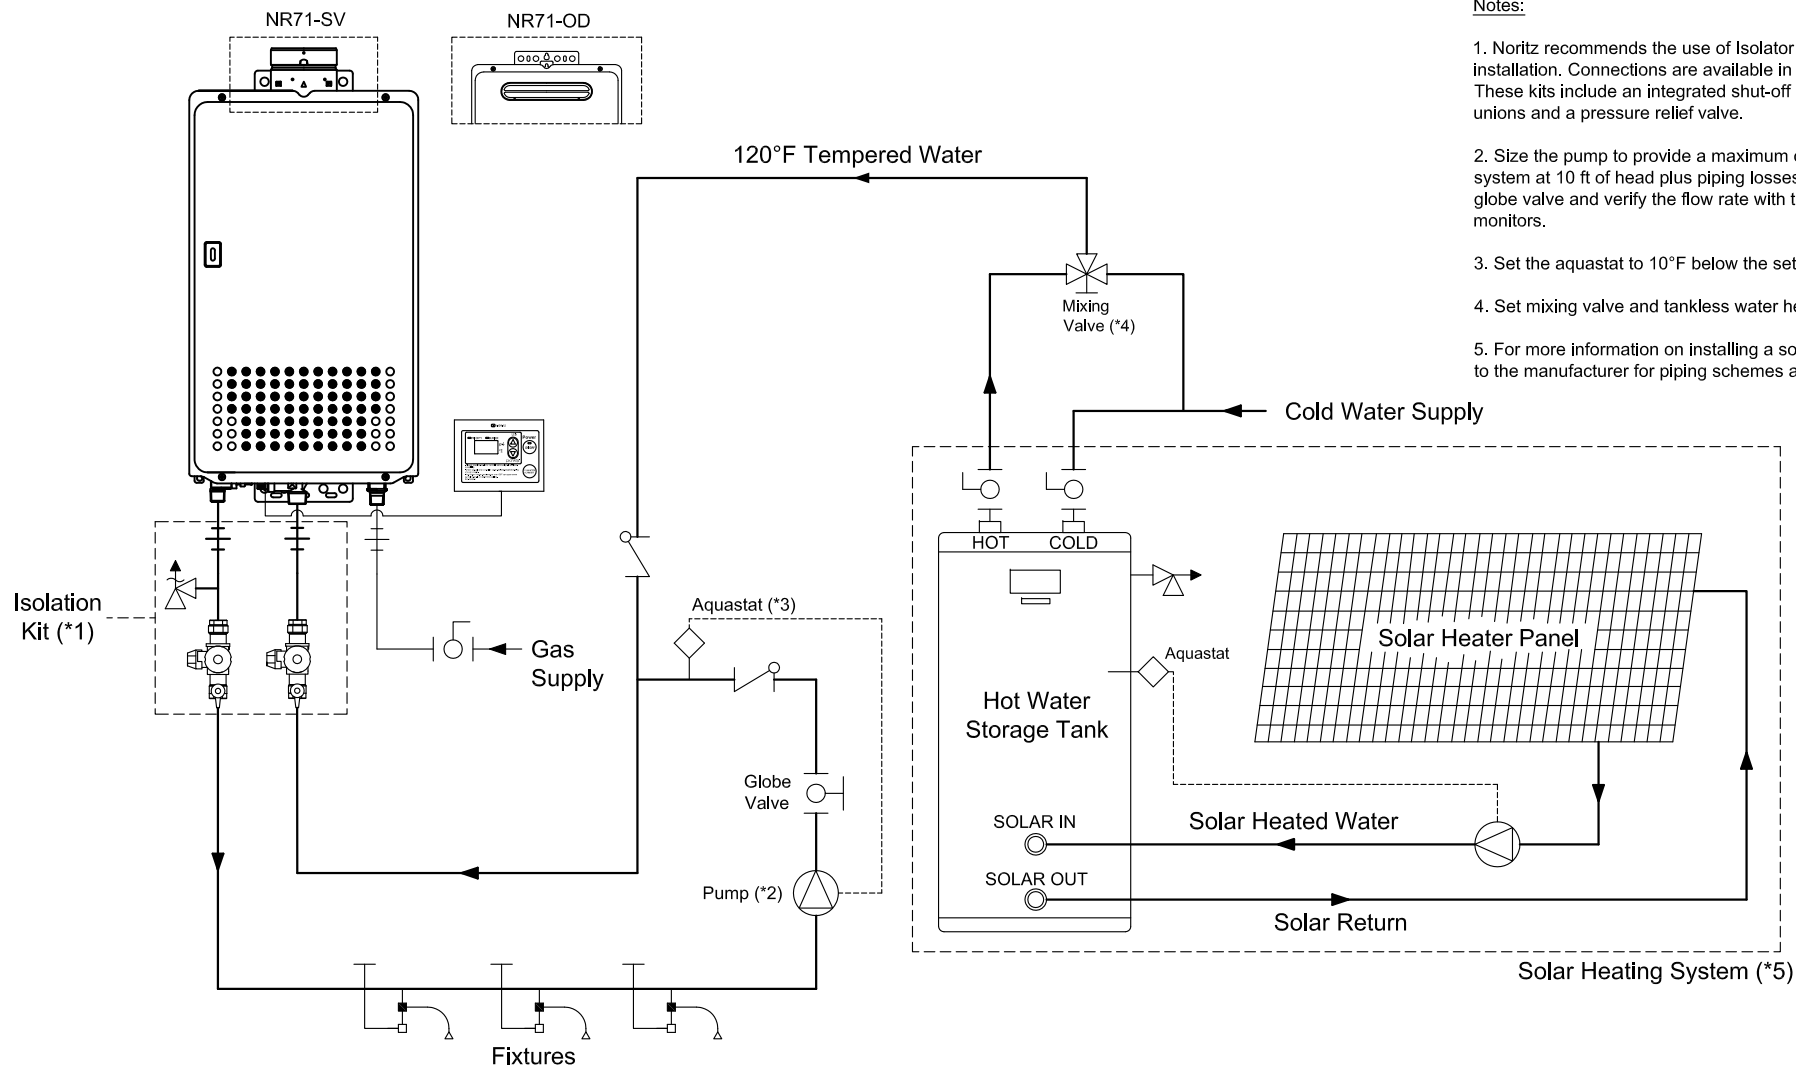 NR71-SV
NR71-OD
Notes:
1. Noritz recommends the use of Isolator
installation. Connections are available in
These kits include an integrated shut-off
unions and a pressure relief valve.
2. Size the pump to provide a maximum
system at 10 ft of head plus piping losses
globe valve and verify the flow rate with
monitors.
3. Set the aquastat to 10°F below the set
4. Set mixing valve and tankless water
5. For more information on installing a
to the manufacturer for piping schemes
120°F Tempered Water
Mixing
Valve (*4)
Cold Water Supply
HOT
COLD
Isolation
Kit (*1)
Gas
Supply
Aquastat (*3)
Aquastat
Solar Heater Panel
Hot Water
Storage Tank
Globe
Valve
SOLAR IN
Solar Heated Water
SOLAR OUT
Pump (*2)
Solar Return
Solar Heating System (*5)
Fixtures